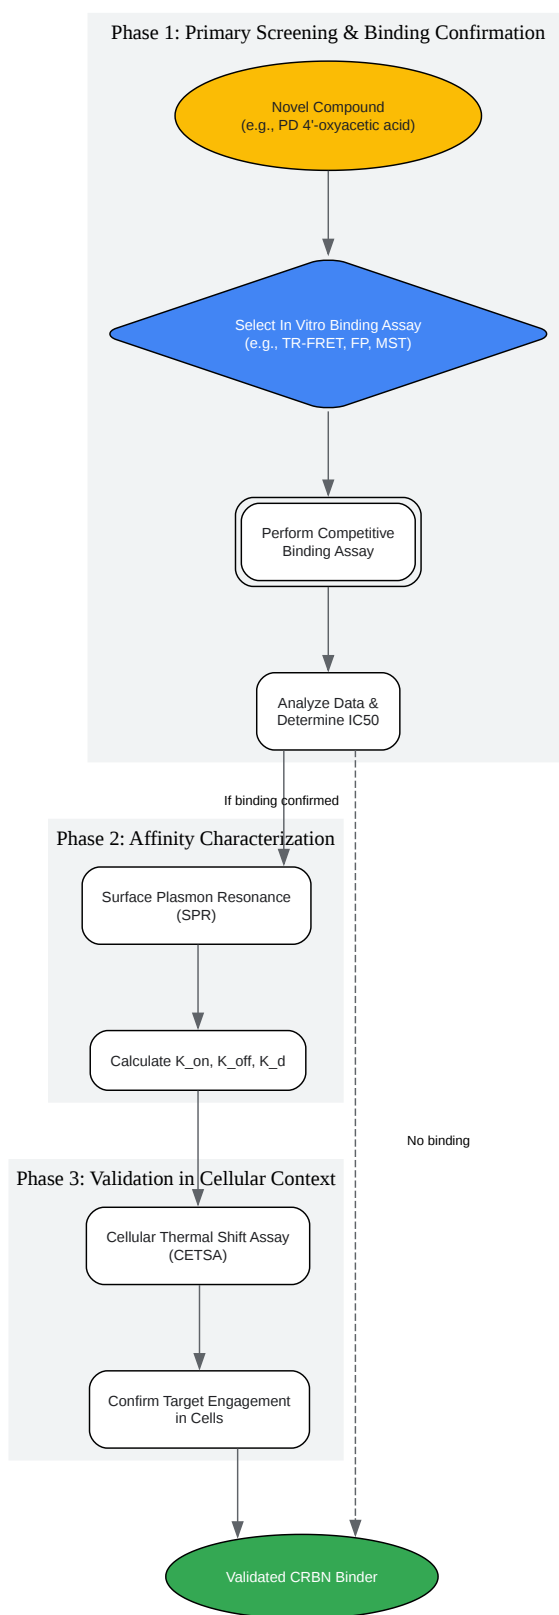 Phase 1: Primary Screening & Binding Confirmation
Novel Compound
(e.g., PD 4'-oxyacetic acid)
Select In Vitro Binding Assay
(e.g., TR-FRET, FP, MST)
Perform Competitive
Binding Assay
Analyze Data &
Determine IC50
If binding confirmed
Phase 2: Affinity Characterization
Surface Plasmon Resonance
(SPR)
Calculate K_on, K_off, K_d
No binding
Phase 3: Validation in Cellular Context
Cellular Thermal Shift Assay
(CETSA)
Confirm Target Engagement
in Cells
Validated CRBN Binder